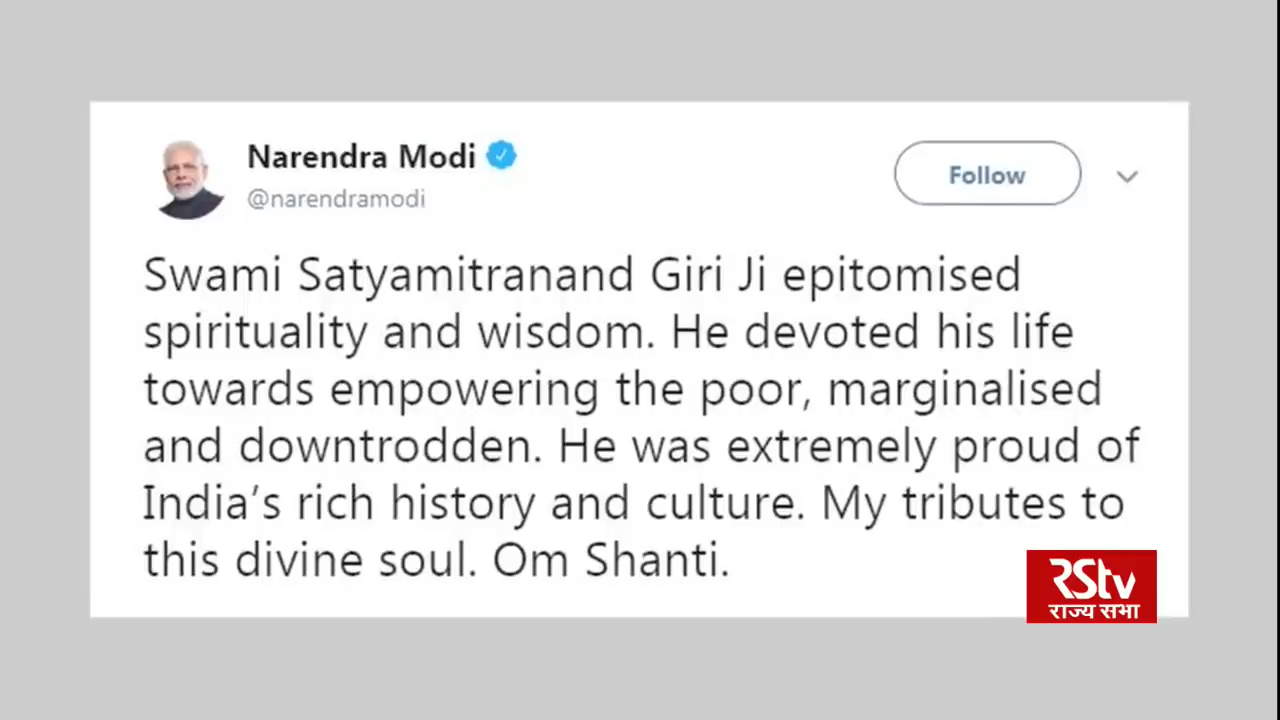 Narendra Modi
@narendramodi
Follow
Swami Satyamitranand Giri Ji epitomised
spirituality and wisdom. He devoted his life
towards empowering the poor, marginalised
and downtrodden. He was extremely proud of
India’s rich history and culture. My tributes to
this divine soul. Om Shanti.
RStv
राज्य सभा